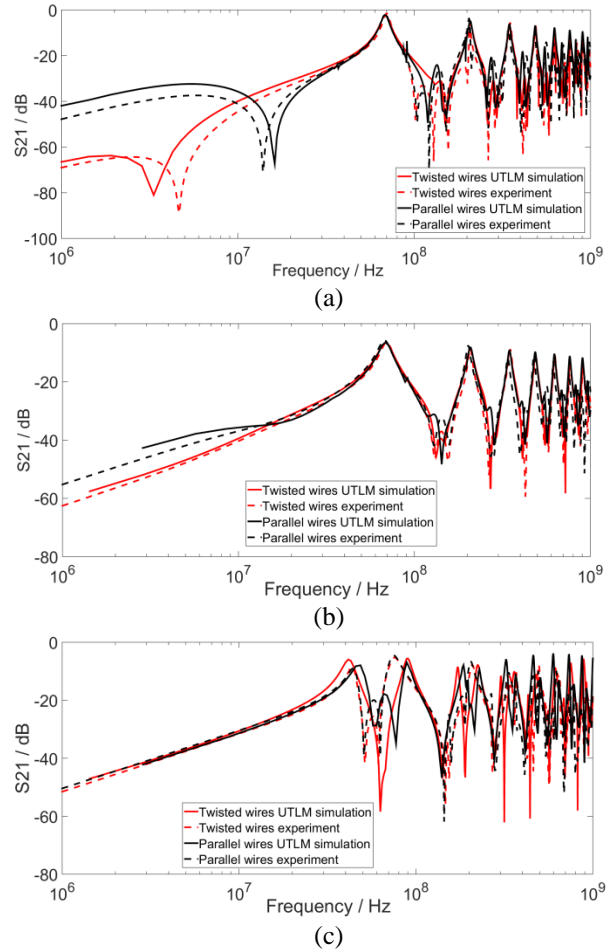 0
-20
-40
-60
-80
-100
S21 / dB
10^6
10^7
10^8
10^9
Frequency / Hz
Twisted wires UTLM simulation
Twisted wires experiment
Parallel wires UTLM simulation
Parallel wires experiment
(a)
0
-20
-40
-60
-80
S21 / dB
10^6
10^7
10^8
10^9
Frequency / Hz
Twisted wires UTLM simulation
Twisted wires experiment
Parallel wires UTLM simulation
Parallel wires experiment
(b)
0
-20
-40
-60
-80
S21 / dB
10^6
10^7
10^8
10^9
Frequency / Hz
Twisted wires UTLM simulation
Twisted wires experiment
Parallel wires UTLM simulation
Parallel wires experiment
(c)